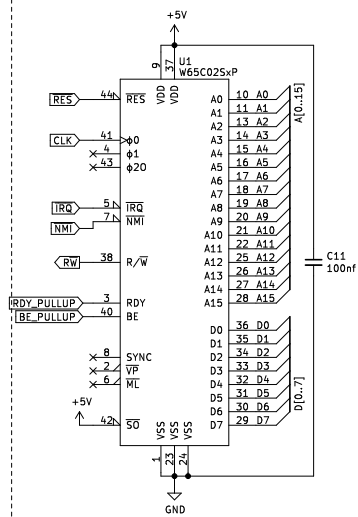 +5V
U1
W65C02SxP
9 VDD
37 VDD
RES 44 RES
CLK 41 ϕ0
4 ϕ1
43 ϕ2O
IRQ 5 IRQ
NMI 7 NMI
RW 38 R/W
RDY_PULLUP 3 RDY
BE_PULLUP 40 BE
8 SYNC
2 VP
6 ML
+5V
42 SO
A0 10 A0
A1 11 A1
A2 13 A2
A3 14 A3
A4 15 A4
A5 16 A5
A6 17 A6
A7 18 A7
A8 19 A8
A9 20 A9
A10 21 A10
A11 22 A11
A12 25 A12
A13 26 A13
A14 27 A14
A15 28 A15
A[0..15]
D0 36 D0
D1 35 D1
D2 34 D2
D3 33 D3
D4 32 D4
D5 31 D5
D6 30 D6
D7 29 D7
D[0..7]
C11
100nf
VSS 1
VSS 23
VSS 24
GND